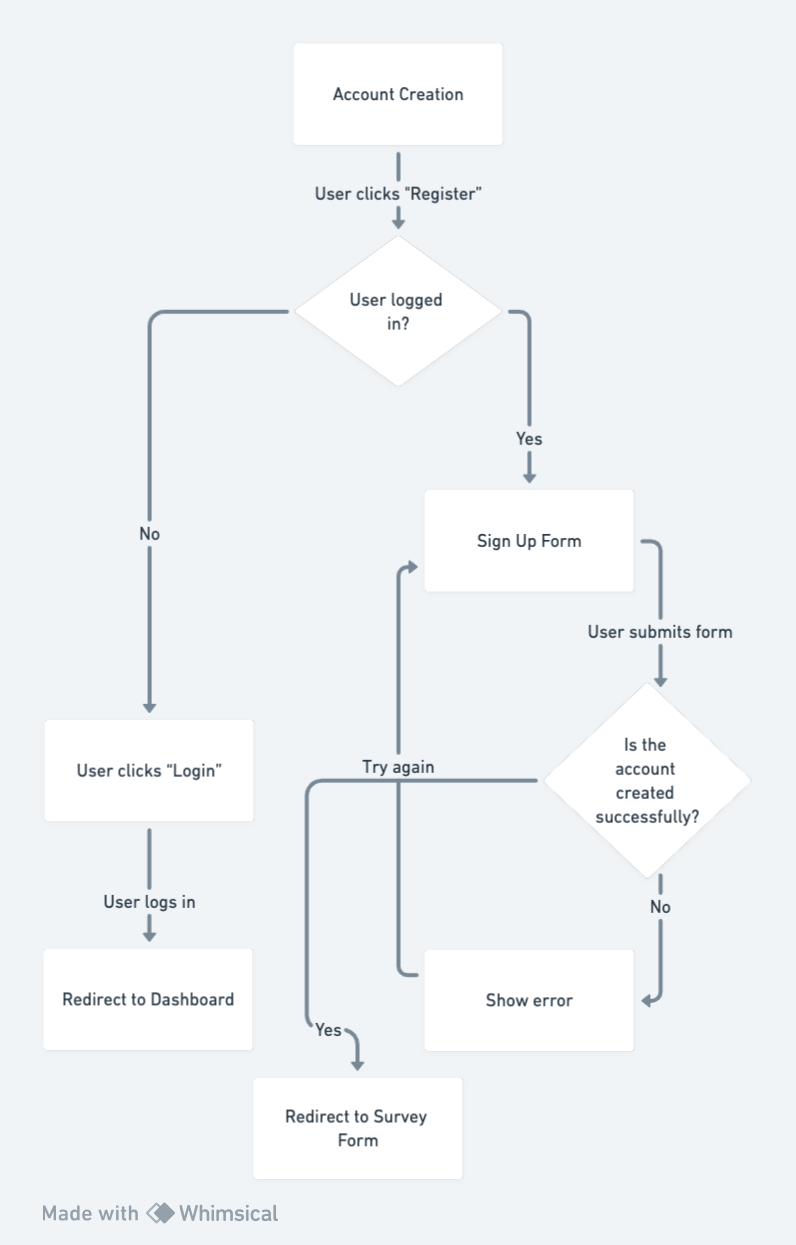 Account Creation
User clicks "Register"
User logged
in?
Yes
No
Sign Up Form
User submits form
Is the
account
created
successfully?
Try again
User clicks “Login”
User logs in
No
Redirect to Dashboard
Show error
Yes
Redirect to Survey
Form
Made with Whimsical